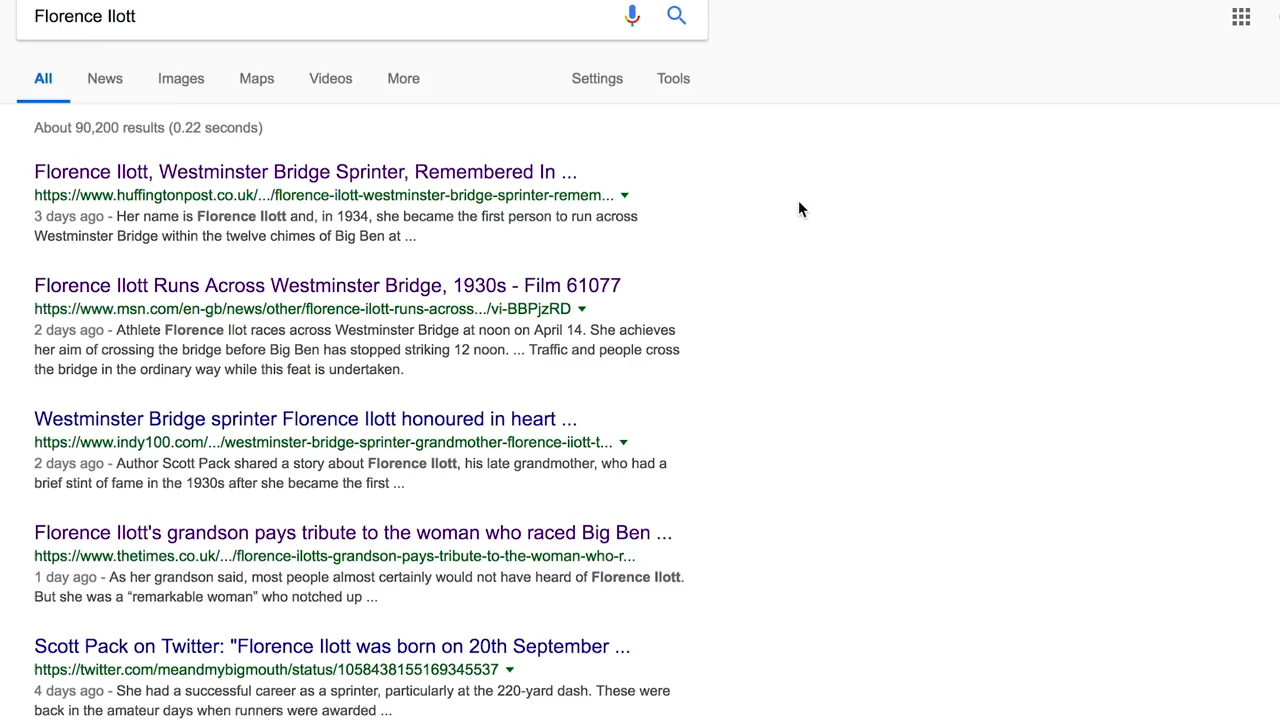 Florence Ilott
All News Images Maps Videos More Settings Tools
About 90,200 results (0.22 seconds)
Florence Ilott, Westminster Bridge Sprinter, Remembered In ...
https://www.huffingtonpost.co.uk/.../florence-ilott-westminster-bridge-sprinter-remem...
3 days ago - Her name is Florence Ilott and, in 1934, she became the first person to run across
Westminster Bridge within the twelve chimes of Big Ben at ...
Florence Ilott Runs Across Westminster Bridge, 1930s - Film 61077
https://www.msn.com/en-gb/news/other/florence-ilott-runs-across.../vi-BBPjzRD
2 days ago - Athlete Florence Ilot races across Westminster Bridge at noon on April 14. She achieves
her aim of crossing the bridge before Big Ben has stopped striking 12 noon. ... Traffic and people cross
the bridge in the ordinary way while this feat is undertaken.
Westminster Bridge sprinter Florence Ilott honoured in heart ...
https://www.indy100.com/.../westminster-bridge-sprinter-grandmother-florence-iiott-t...
2 days ago - Author Scott Pack shared a story about Florence Ilott, his late grandmother, who had a
brief stint of fame in the 1930s after she became the first ...
Florence Ilott's grandson pays tribute to the woman who raced Big Ben ...
https://www.thetimes.co.uk/.../florence-ilotts-grandson-pays-tribute-to-the-woman-who-r...
1 day ago - As her grandson said, most people almost certainly would not have heard of Florence Ilott.
But she was a “remarkable woman” who notched up ...
Scott Pack on Twitter: "Florence Ilott was born on 20th September ...
https://twitter.com/meandmybigmouth/status/1058438155169345537
4 days ago - She had a successful career as a sprinter, particularly at the 220-yard dash. These were
back in the amateur days when runners were awarded ...